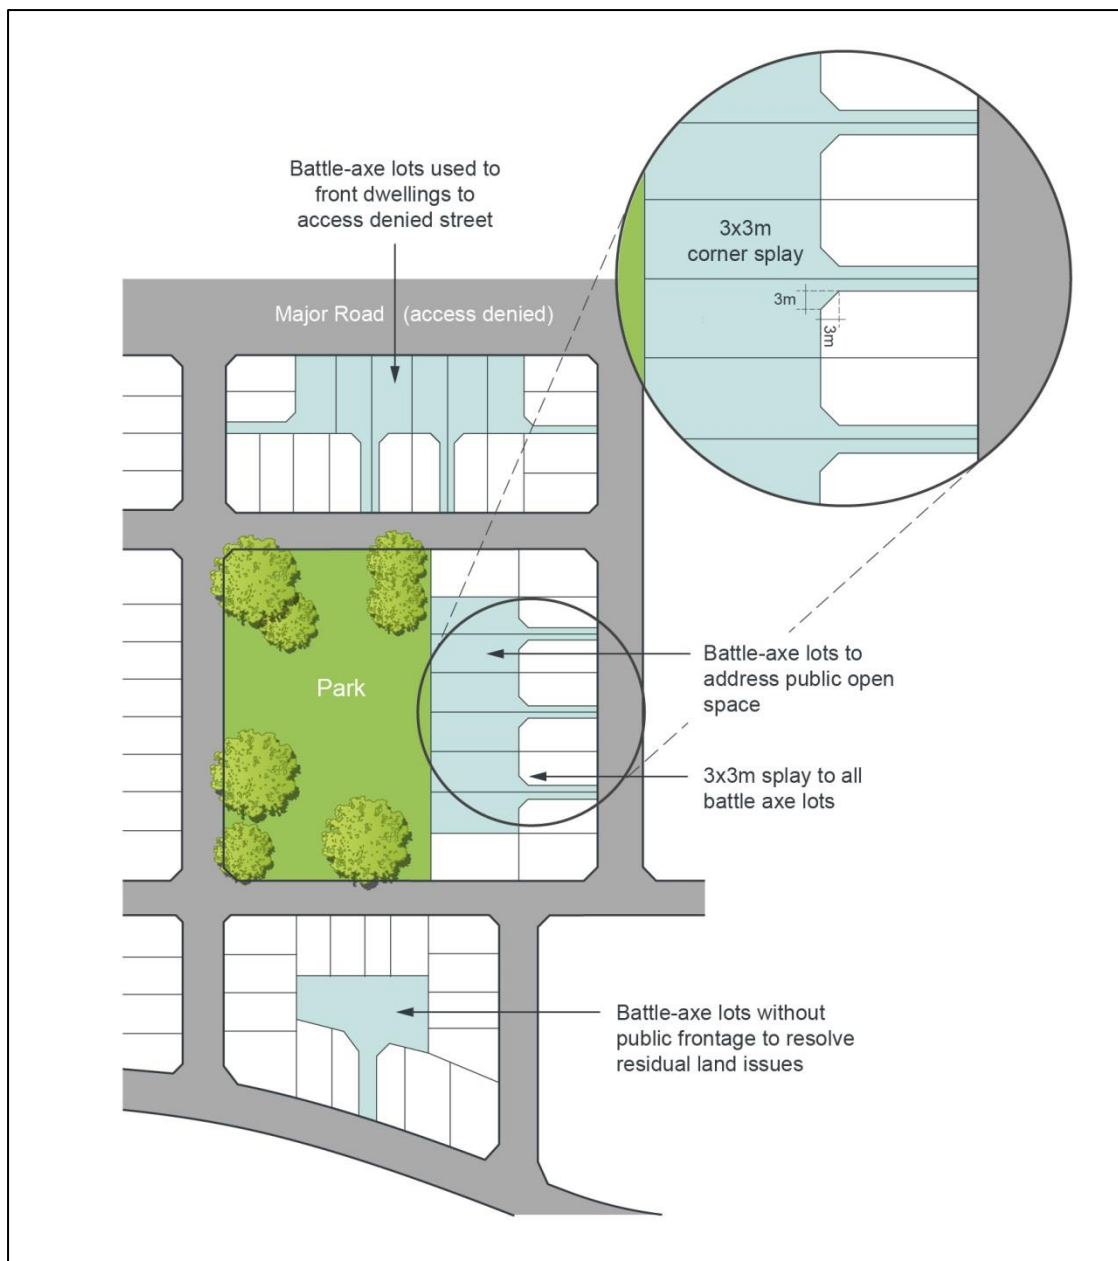 Battle-axe lots used to
front dwellings to
access denied street
3x3m
corner splay
3m
3m
Major Road (access denied)
Park
Battle-axe lots to
address public open
space
3x3m splay to all
battle axe lots
Battle-axe lots without
public frontage to resolve
residual land issues